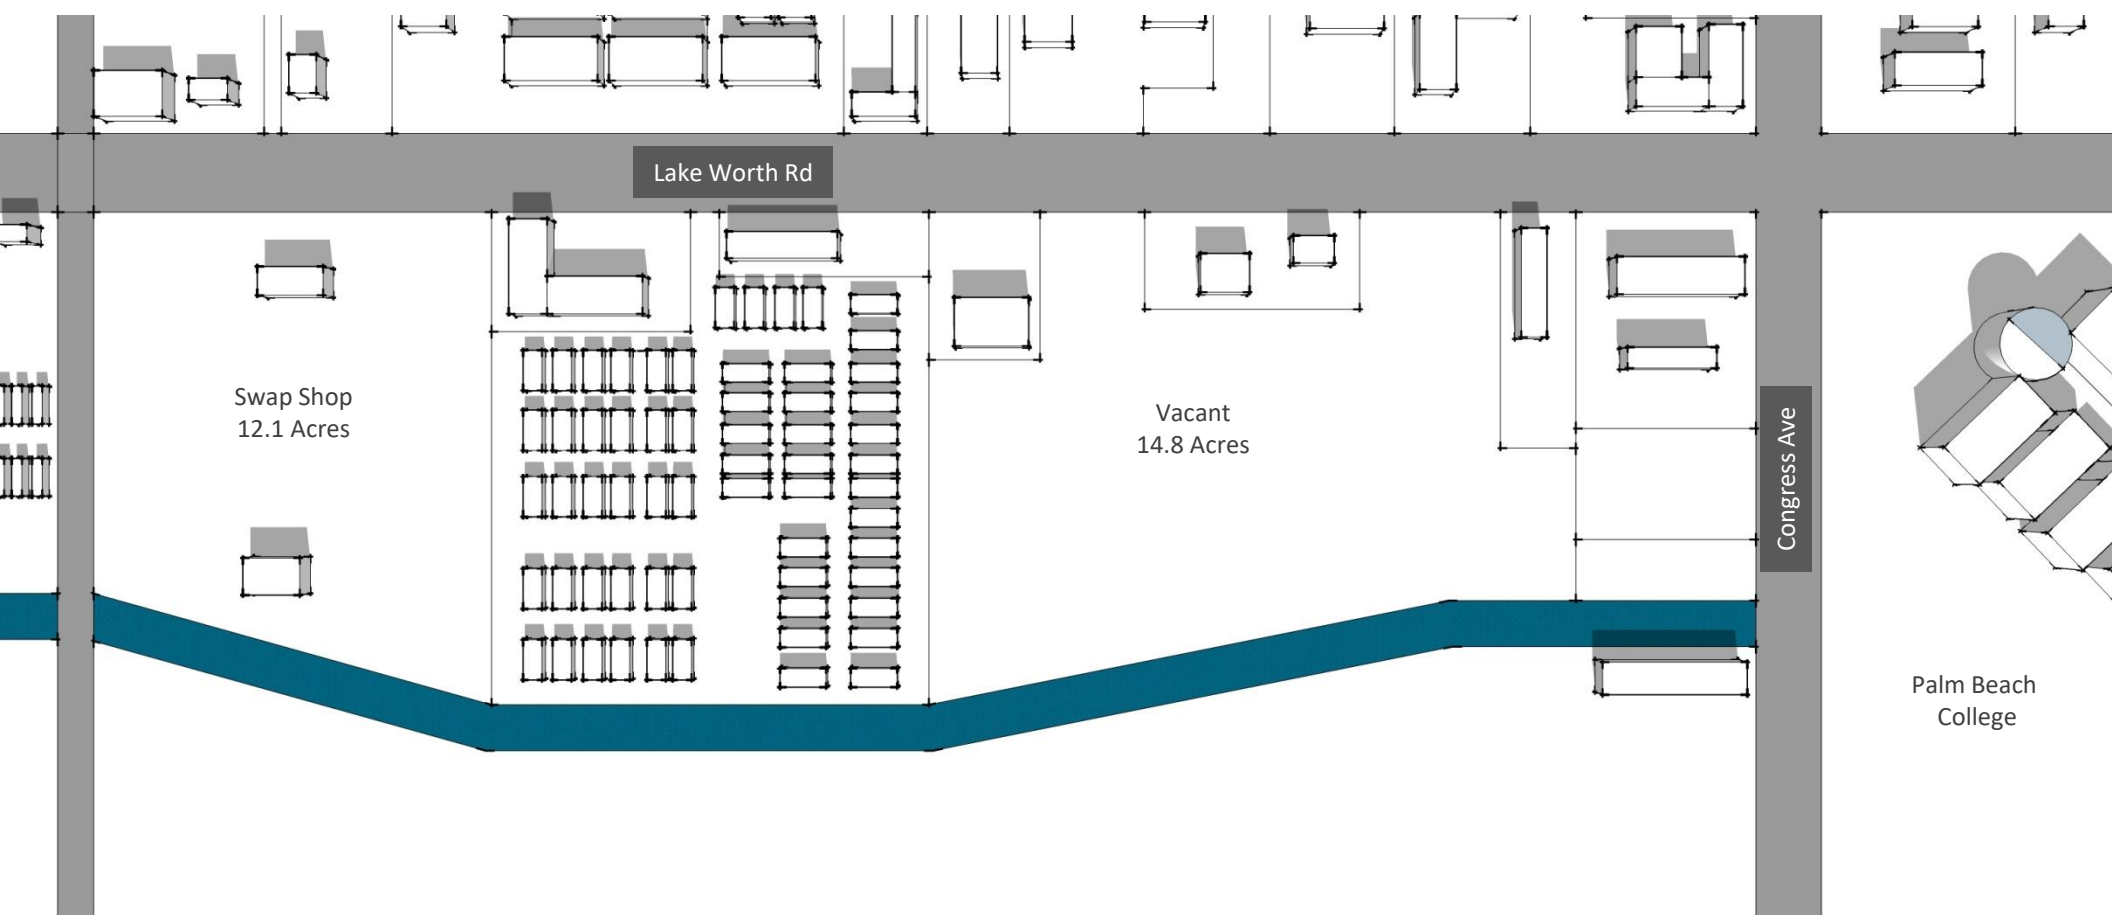 Lake Worth Rd
Swap Shop
12.1 Acres
Vacant
14.8 Acres
Congress Ave
Palm Beach
College